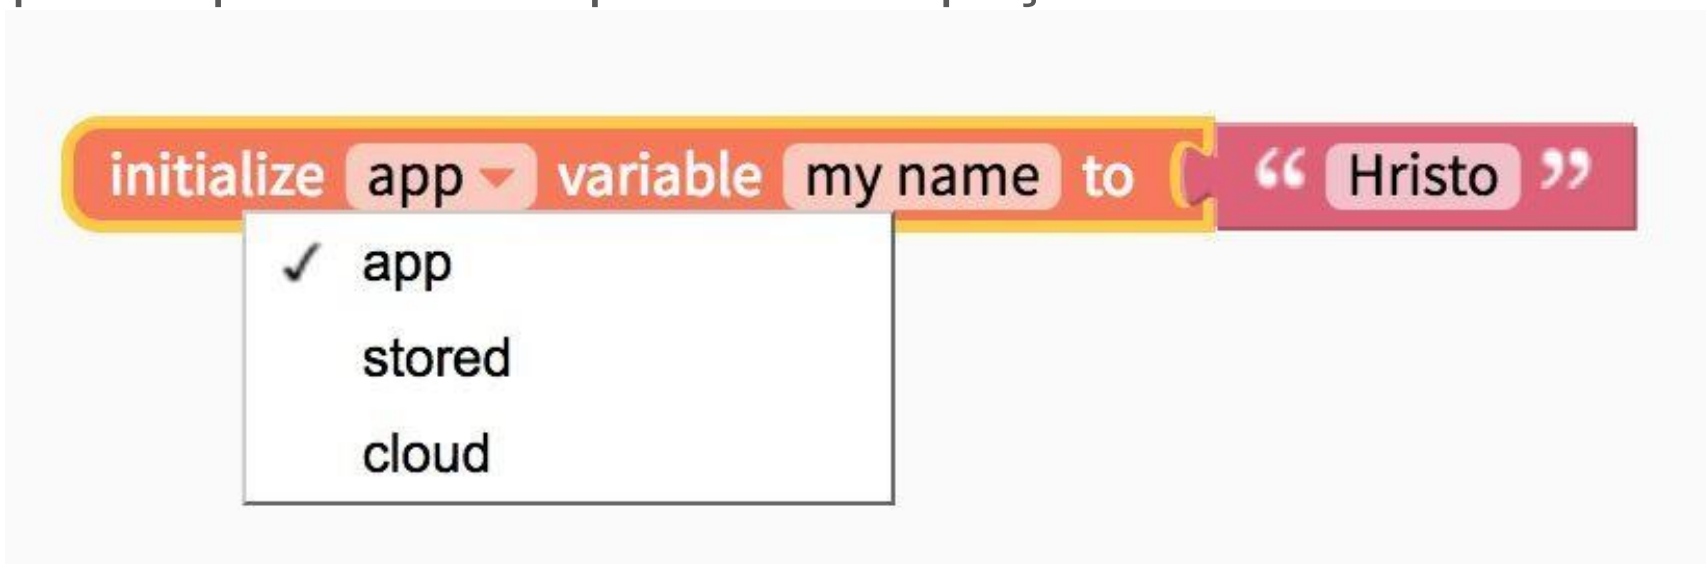 initialize app variable my name to “ Hristo ”
✓ app
stored
cloud